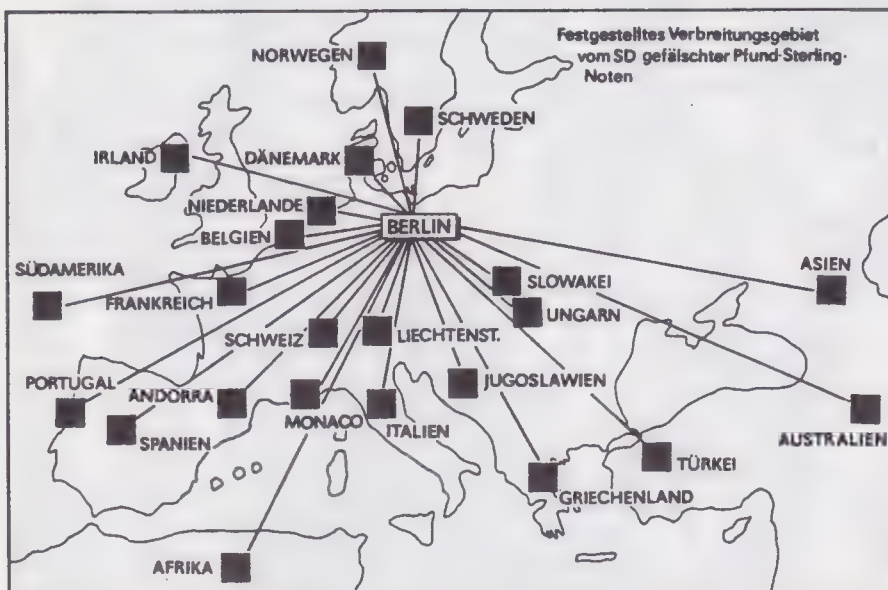 Festgestelltes Verbreitungsgebiet
vom SD gefälschter Pfund-Sterling-
Noten
NORWEGEN
SCHWEDEN
IRLAND
DÄNEMARK
NIEDERLANDE
BELGIEN
BERLIN
SÜDAMERIKA
FRANKREICH
SLOWAKEI
ASIEN
UNGARN
SCHWEIZ
LIECHTENST.
PORTUGAL
ANDORRA
JUGOSLAWIEN
SPANIEN
MONACO
ITALIEN
AUSTRALIEN
TÜRKEI
GRIECHENLAND
AFRIKA